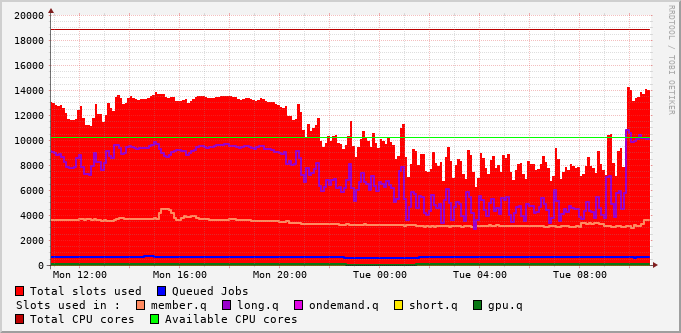 20000
18000
16000
14000
12000
10000
8000
6000
4000
2000
0
Mon 12:00 Mon 16:00 Mon 20:00 Tue 00:00 Tue 04:00 Tue 08:00
RRDTOOL / TOBI OETIKER
Total slots used Queued Jobs
Slots used in : member.q long.q ondemand.q short.q gpu.q
Total CPU cores Available CPU cores